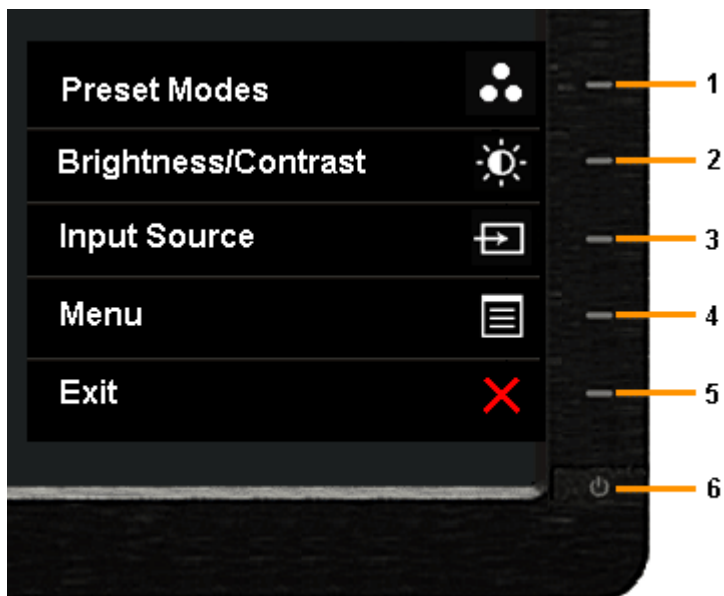 Preset Modes
1
Brightness/Contrast
2
Input Source
3
Menu
4
Exit
5
6